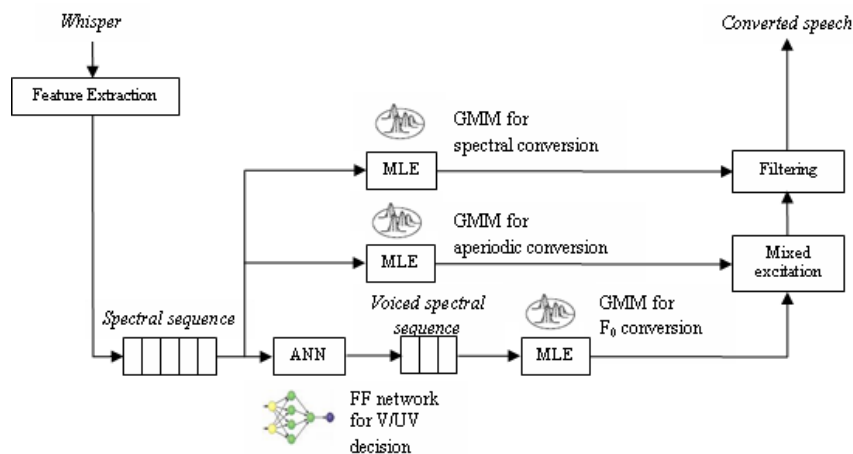 Whisper
Converted speech
Feature Extraction
GMM for
spectral conversion
MLE
Filtering
GMM for
aperiodic conversion
MLE
Mixed
excitation
Spectral sequence
Voiced spectral
sequence
GMM for
F₀ conversion
ANN
MLE
FF network
for V/UV
decision